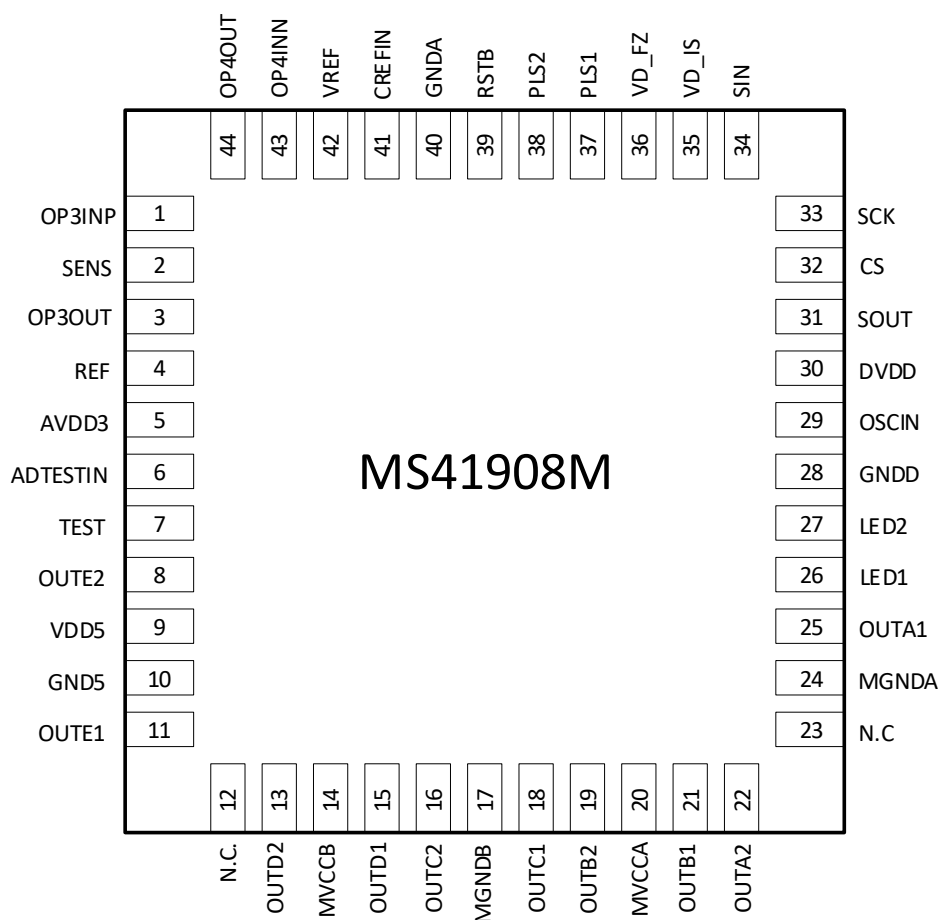 OP4OUT
OP4INN
VREF
CREFIN
GNDA
RSTB
PLS2
PLS1
VD_FZ
VD_IS
SIN
44
43
42
41
40
39
38
37
36
35
34
OP3INP 1
SENS 2
OP3OUT 3
REF 4
AVDD3 5
ADTESTIN 6
TEST 7
OUTE2 8
VDD5 9
GND5 10
OUTE1 11
MS41908M
33 SCK
32 CS
31 SOUT
30 DVDD
29 OSCIN
28 GNDD
27 LED2
26 LED1
25 OUTA1
24 MGNDA
23 N.C
12
13
14
15
16
17
18
19
20
21
22
N.C.
OUTD2
MVCCB
OUTD1
OUTC2
MGNDB
OUTC1
OUTB2
MVCCA
OUTB1
OUTA2